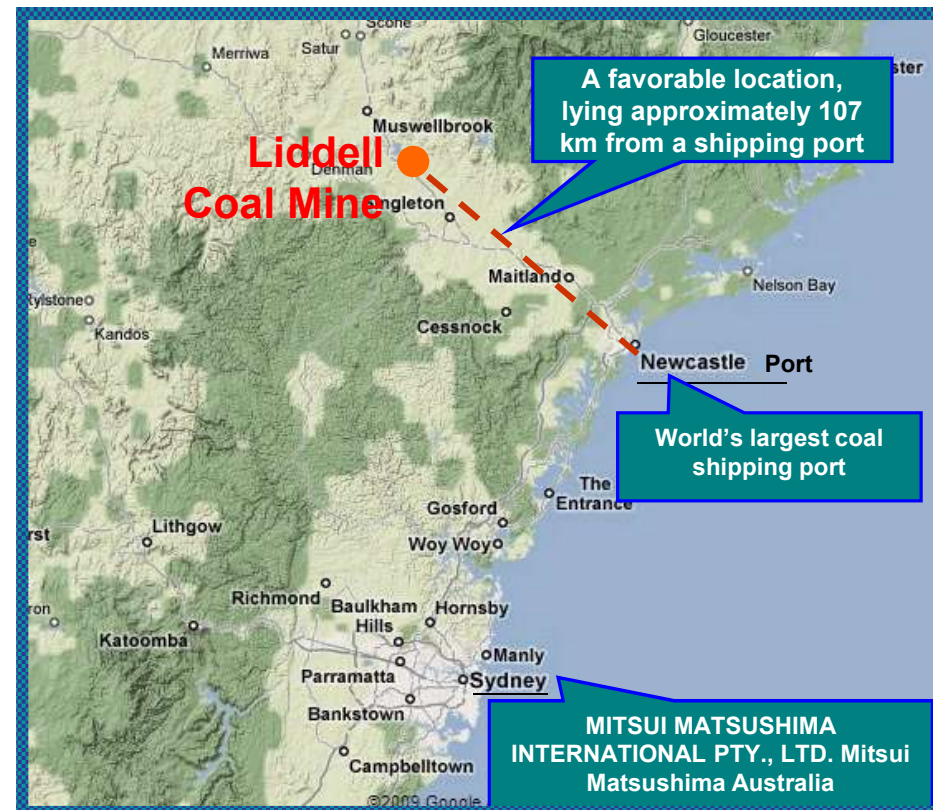 Scone
Gloucester
Merriwa
Satur
ster
A favorable location,
lying approximately 107
km from a shipping port
Muswellbrook
Liddell
Denman
Coal Mine
ingleton
Maitland
Nelson Bay
Rylstone
Kandos
Cessnock
Newcastle Port
World's largest coal
shipping port
The
Entrance
Gosford
Lithgow
rst
Woy Woy
Richmond
Baulkham
Hills
Hornsby
ron
Katoomba
Manly
Parramatta
Sydney
Bankstown
MITSUI MATSUSHIMA
INTERNATIONAL PTY., LTD. Mitsui
Matsushima Australia
Campbelltown
©2009 Google